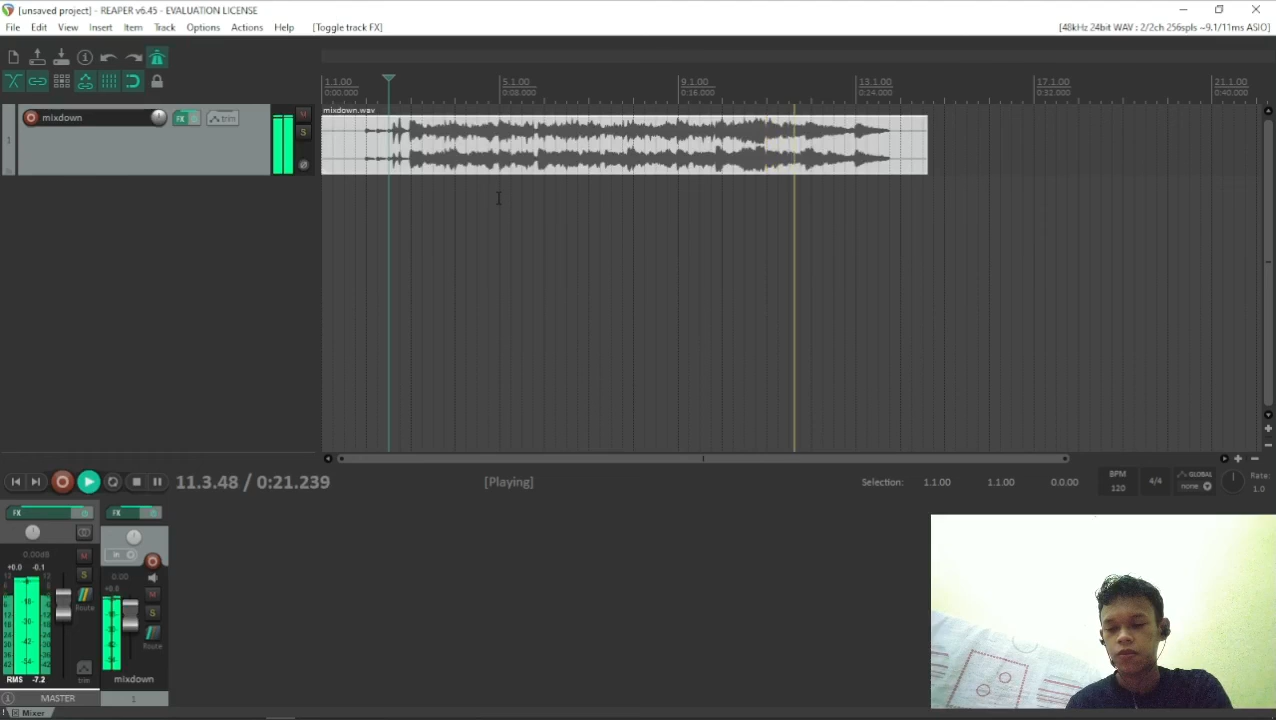 [unsaved project] - REAPER v6.45 - EVALUATION LICENSE
File Edit View Insert Item Track Options Actions Help [Toggle track FX]
[48kHz 24bit WAV : 2/2ch 256spls ~9.1/11ms ASIO]
1.1.00 5.1.00 9.1.00 13.1.00 17.1.00 21.1.00
0:00.000 0:08.000 0:16.000 0:24.000 0:32.000 0:40.000
mixdown.wav
1 mixdown FX trim M
S
11.3.48 / 0:21.239 [Playing] Selection: 1.1.00 1.1.00 0.0.00 BPM 120 4/4 GLOBAL none Rate: 1.0
FX FX
0.00dB M
+0.0 -0.1 0.00
S +0.0 M
Route S
Route
trim
RMS -7.2 mixdown
MASTER 1
Mixer